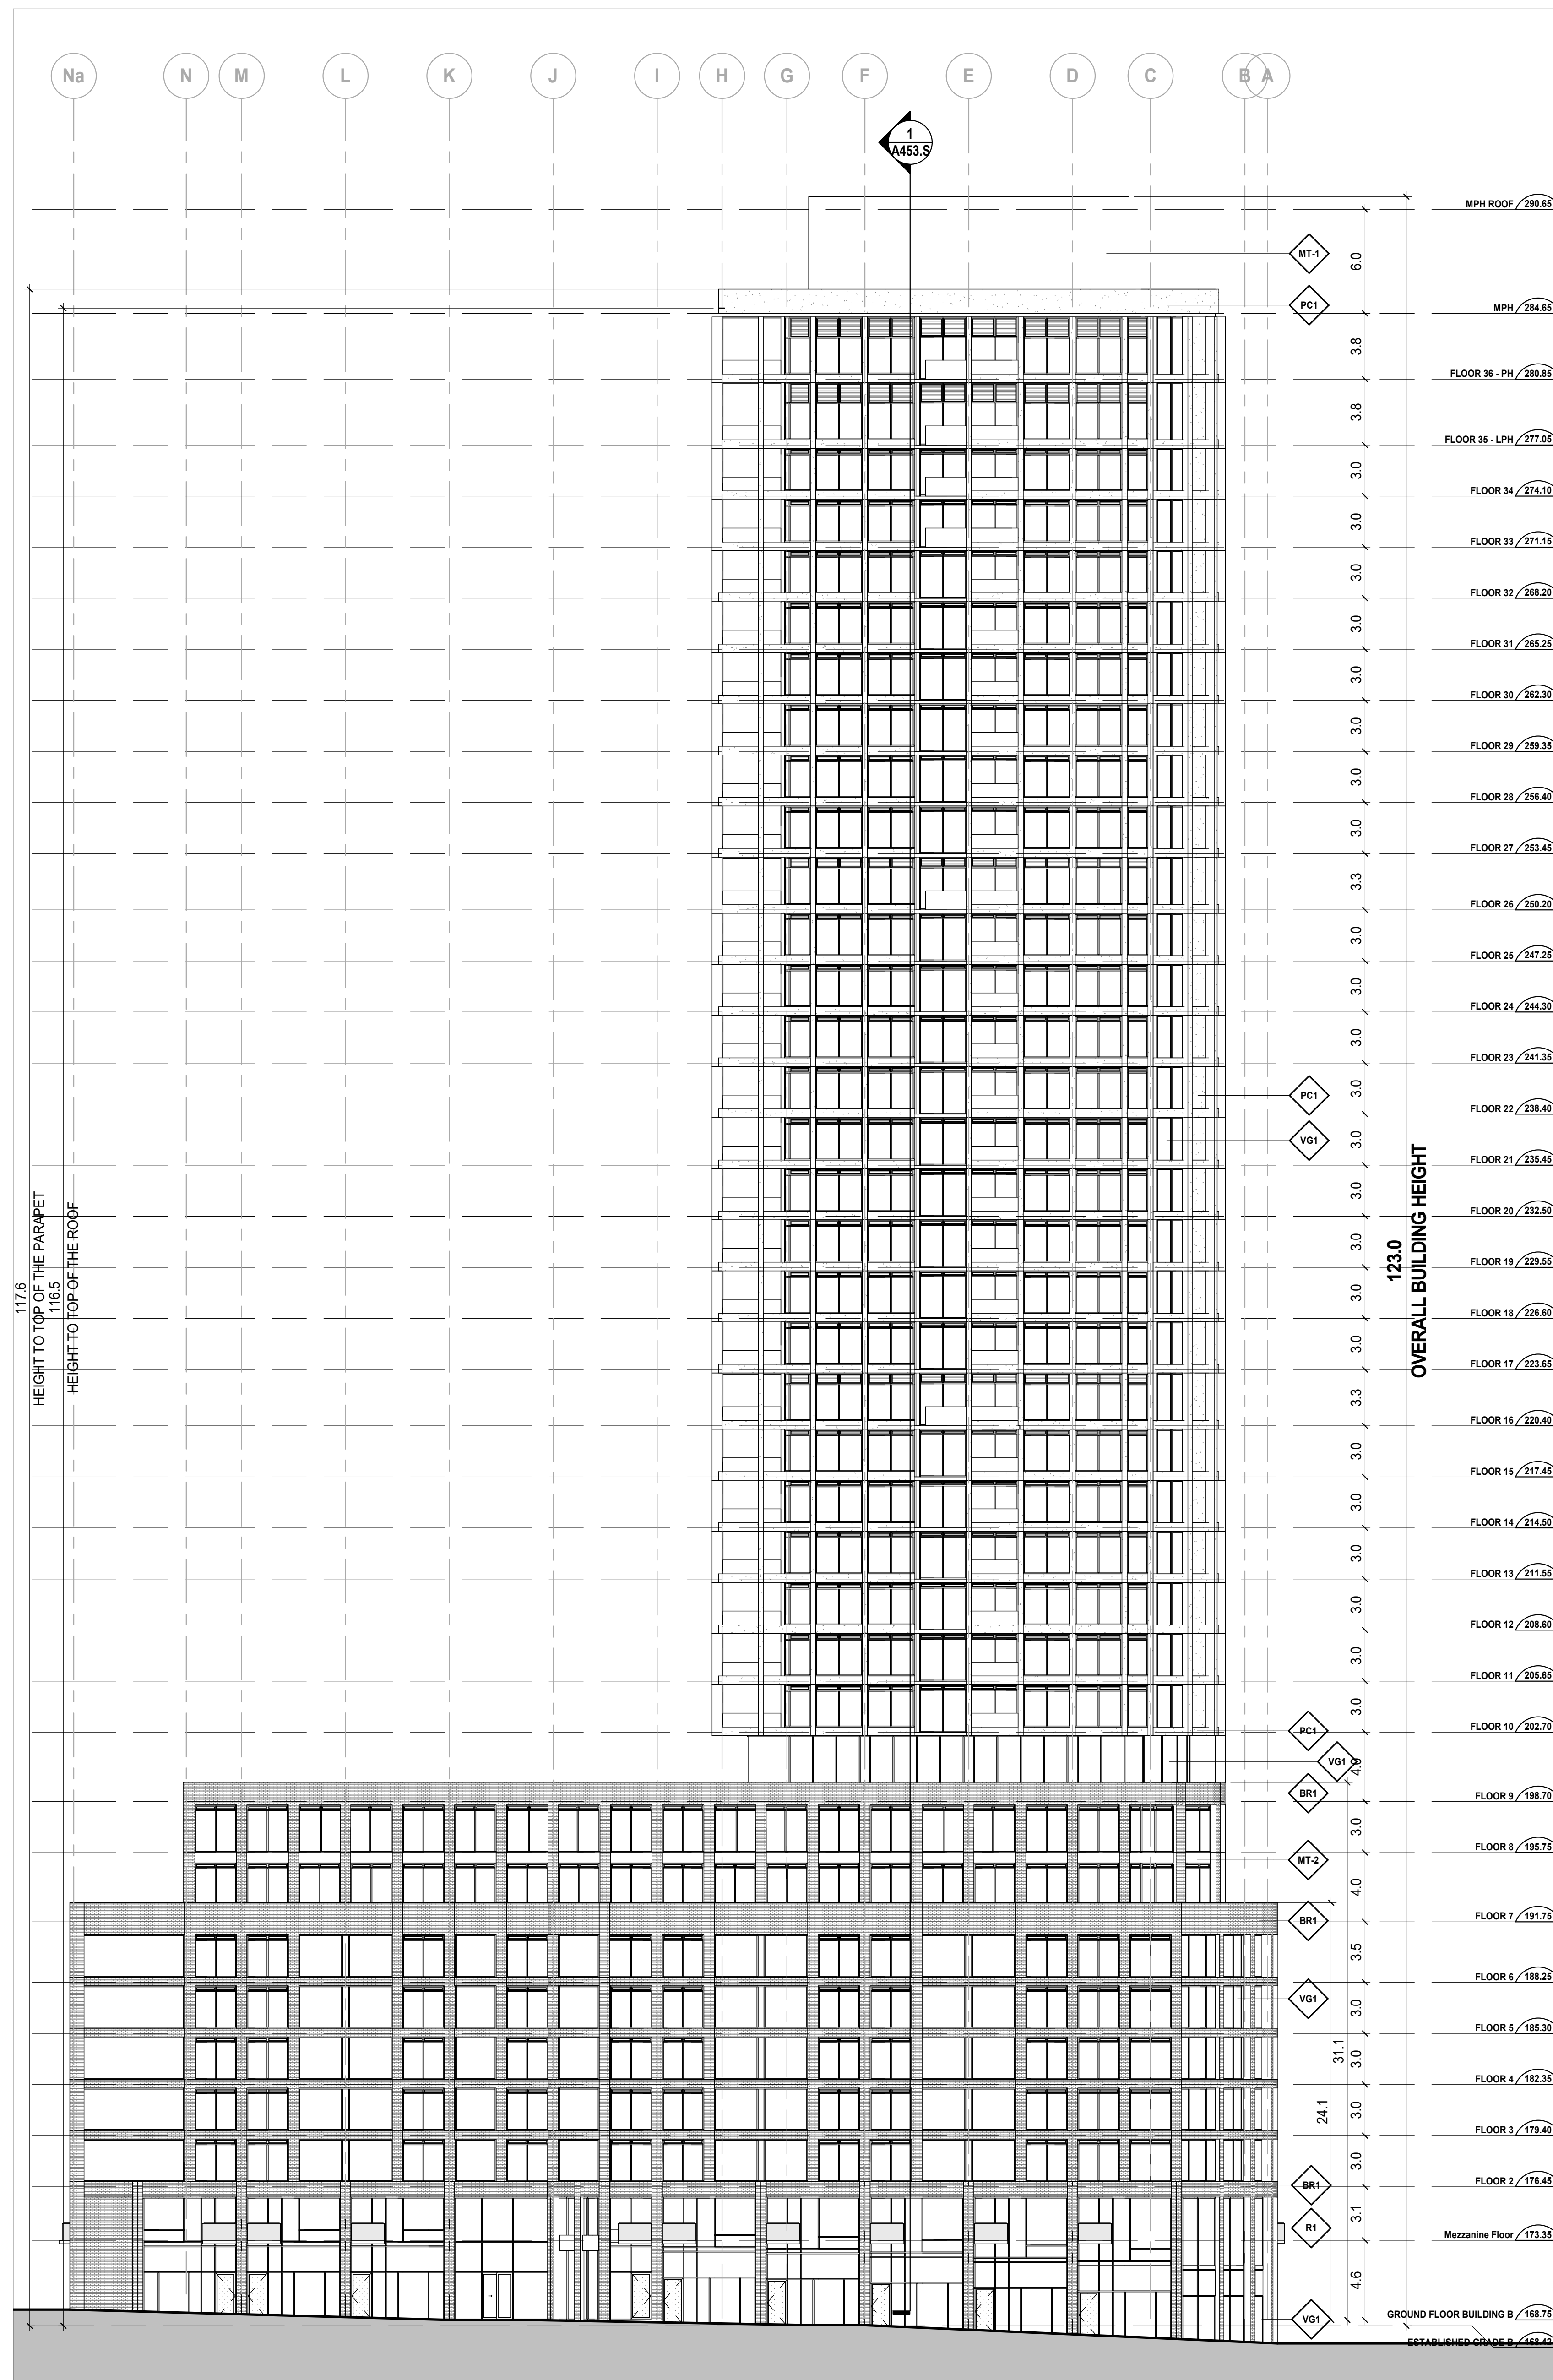 Na N M L K J I H G F E D C B A
1
A453.S
MPH ROOF 290.65
MT-1
6.0
PC1
MPH 284.65
3.8
FLOOR 36 - PH 280.85
3.8
FLOOR 35 - LPH 277.05
3.0
FLOOR 34 274.10
3.0
FLOOR 33 271.15
3.0
FLOOR 32 268.20
3.0
FLOOR 31 265.25
3.0
FLOOR 30 262.30
3.0
FLOOR 29 259.35
3.0
FLOOR 28 256.40
3.0
FLOOR 27 253.45
3.3
FLOOR 26 250.20
3.0
FLOOR 25 247.25
3.0
FLOOR 24 244.30
3.0
FLOOR 23 241.35
PC1
3.0
FLOOR 22 238.40
VG1
3.0
FLOOR 21 235.45
3.0
FLOOR 20 232.50
3.0
FLOOR 19 229.55
3.0
FLOOR 18 226.60
3.0
FLOOR 17 223.65
3.3
FLOOR 16 220.40
3.0
FLOOR 15 217.45
3.0
FLOOR 14 214.50
3.0
FLOOR 13 211.55
3.0
FLOOR 12 208.60
3.0
FLOOR 11 205.65
3.0
PC1
FLOOR 10 202.70
VG1
4.0
BR1
FLOOR 9 198.70
3.0
FLOOR 8 195.75
MT-2
4.0
BR1
FLOOR 7 191.75
3.5
FLOOR 6 188.25
VG1
3.0
FLOOR 5 185.30
3.0
FLOOR 4 182.35
3.0
FLOOR 3 179.40
3.0
FLOOR 2 176.45
BR1
3.1
R1
Mezzanine Floor 173.35
4.6
GROUND FLOOR BUILDING B 168.75
VG1
ESTABLISHED GRADE B 168.42
117.6
HEIGHT TO TOP OF THE PARAPET
116.5
HEIGHT TO TOP OF THE ROOF
123.0
OVERALL BUILDING HEIGHT
31.1
24.1